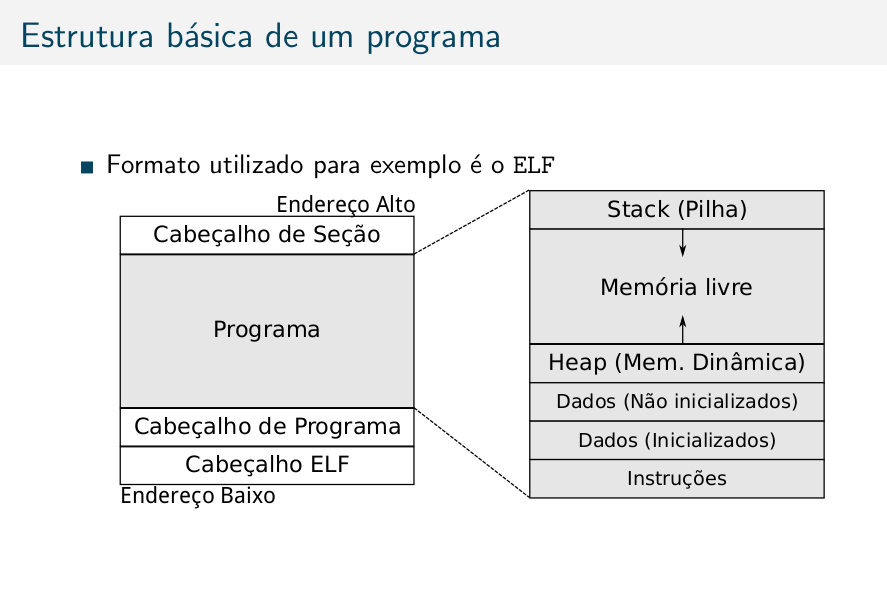 Estrutura básica de um programa
Formato utilizado para exemplo é o ELF
Endereço Alto
Cabeçalho de Seção
Programa
Cabeçalho de Programa
Cabeçalho ELF
Endereço Baixo
Stack (Pilha)
Memória livre
Heap (Mem. Dinâmica)
Dados (Não inicializados)
Dados (Inicializados)
Instruções